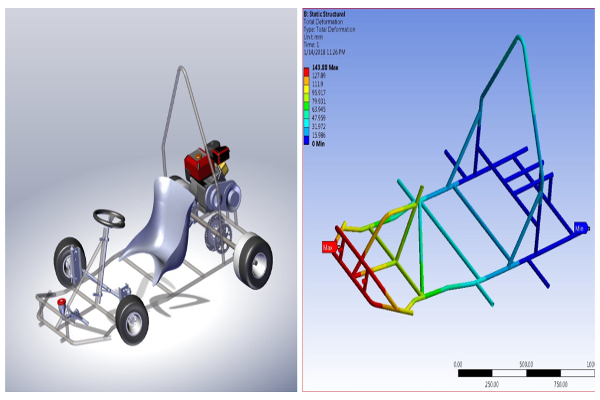 B: Static Structural
Total Deformation
Type: Total Deformation
Unit: mm
Time: 1
1/14/2018 11:26 PM
143.88 Max
127.89
111.9
95.917
79.931
63.945
47.959
31.972
15.986
0 Min
Max
Min
0.00
500.00
100
250.00
750.00